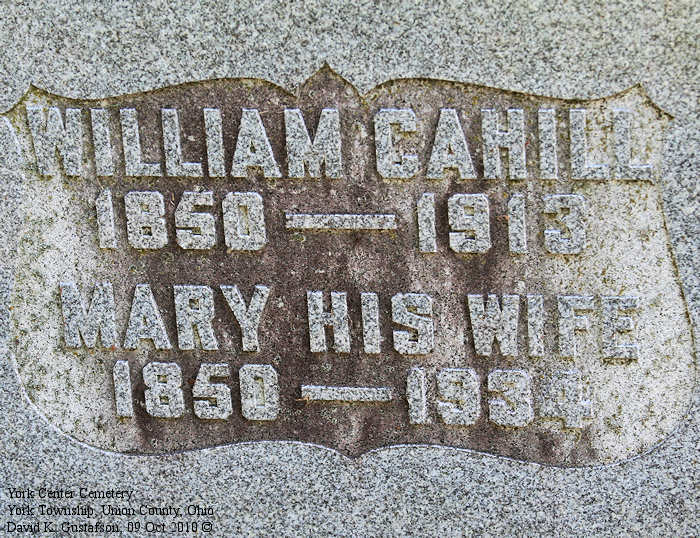 WILLIAM CAHILL
1850 — 1913
MARY HIS WIFE
1850 — 1934
York Center Cemetery
York Township, Union County, Ohio
David K. Gustafson, 09 Oct 2010 ©